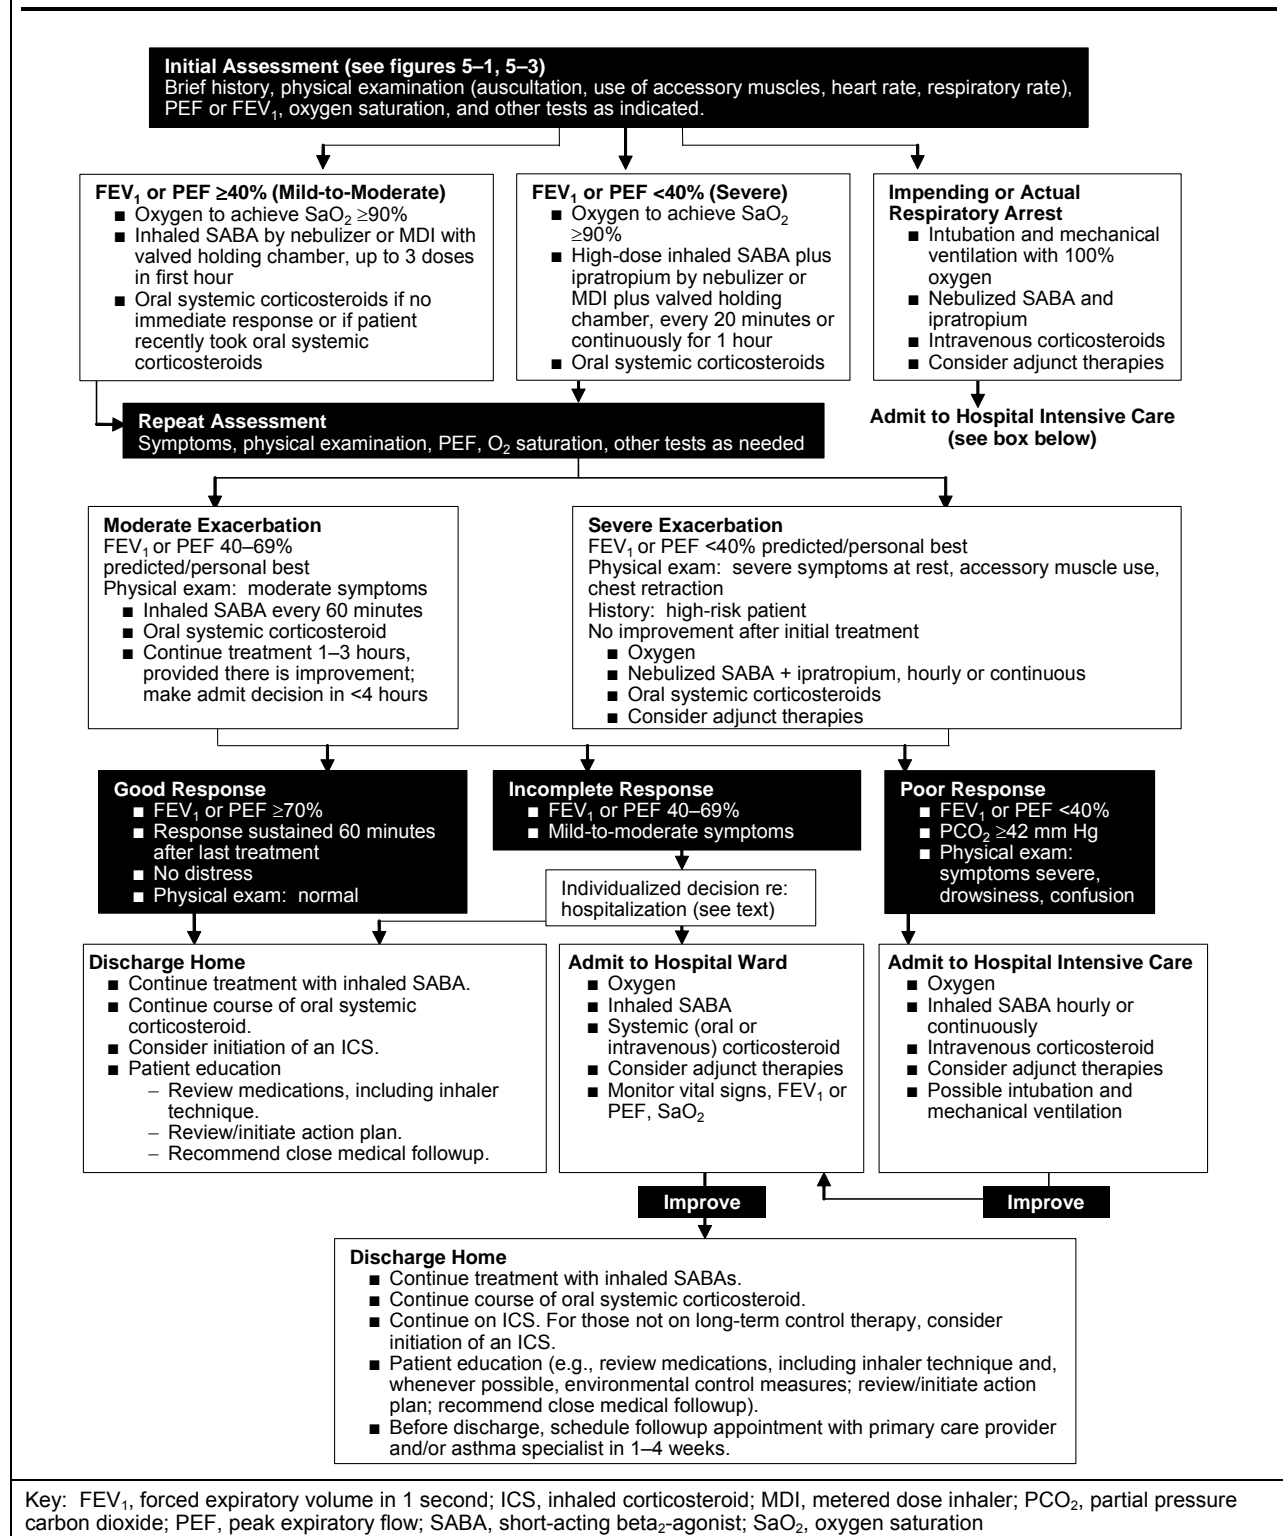 Initial Assessment (see figures 5–1, 5–3)
Brief history, physical examination (auscultation, use of accessory muscles, heart rate, respiratory rate),
PEF or FEV₁, oxygen saturation, and other tests as indicated.
FEV₁ or PEF ≥40% (Mild-to-Moderate)
■ Oxygen to achieve SaO₂ ≥90%
■ Inhaled SABA by nebulizer or MDI with
valved holding chamber, up to 3 doses
in first hour
■ Oral systemic corticosteroids if no
immediate response or if patient
recently took oral systemic
corticosteroids
FEV₁ or PEF <40% (Severe)
■ Oxygen to achieve SaO₂
≥90%
■ High-dose inhaled SABA plus
ipratropium by nebulizer or
MDI plus valved holding
chamber, every 20 minutes or
continuously for 1 hour
■ Oral systemic corticosteroids
Impending or Actual
Respiratory Arrest
■ Intubation and mechanical
ventilation with 100%
oxygen
■ Nebulized SABA and
ipratropium
■ Intravenous corticosteroids
■ Consider adjunct therapies
Admit to Hospital Intensive Care
(see box below)
Repeat Assessment
Symptoms, physical examination, PEF, O₂ saturation, other tests as needed
Moderate Exacerbation
FEV₁ or PEF 40–69%
predicted/personal best
Physical exam: moderate symptoms
■ Inhaled SABA every 60 minutes
■ Oral systemic corticosteroid
■ Continue treatment 1–3 hours,
provided there is improvement;
make admit decision in <4 hours
Severe Exacerbation
FEV₁ or PEF <40% predicted/personal best
Physical exam: severe symptoms at rest, accessory muscle use,
chest retraction
History: high-risk patient
No improvement after initial treatment
■ Oxygen
■ Nebulized SABA + ipratropium, hourly or continuous
■ Oral systemic corticosteroids
■ Consider adjunct therapies
Good Response
■ FEV₁ or PEF ≥70%
■ Response sustained 60 minutes
after last treatment
■ No distress
■ Physical exam: normal
Incomplete Response
■ FEV₁ or PEF 40–69%
■ Mild-to-moderate symptoms
Poor Response
■ FEV₁ or PEF <40%
■ PCO₂ ≥42 mm Hg
■ Physical exam:
symptoms severe,
drowsiness, confusion
Individualized decision re:
hospitalization (see text)
Discharge Home
■ Continue treatment with inhaled SABA.
■ Continue course of oral systemic
corticosteroid.
■ Consider initiation of an ICS.
■ Patient education
– Review medications, including inhaler
technique.
– Review/initiate action plan.
– Recommend close medical followup.
Admit to Hospital Ward
■ Oxygen
■ Inhaled SABA
■ Systemic (oral or
intravenous) corticosteroid
■ Consider adjunct therapies
■ Monitor vital signs, FEV₁ or
PEF, SaO₂
Admit to Hospital Intensive Care
■ Oxygen
■ Inhaled SABA hourly or
continuously
■ Intravenous corticosteroid
■ Consider adjunct therapies
■ Possible intubation and
mechanical ventilation
Improve
Improve
Discharge Home
■ Continue treatment with inhaled SABAs.
■ Continue course of oral systemic corticosteroid.
■ Continue on ICS. For those not on long-term control therapy, consider
initiation of an ICS.
■ Patient education (e.g., review medications, including inhaler technique and,
whenever possible, environmental control measures; review/initiate action
plan; recommend close medical followup).
■ Before discharge, schedule followup appointment with primary care provider
and/or asthma specialist in 1–4 weeks.
Key: FEV₁, forced expiratory volume in 1 second; ICS, inhaled corticosteroid; MDI, metered dose inhaler; PCO₂, partial pressure
carbon dioxide; PEF, peak expiratory flow; SABA, short-acting beta₂-agonist; SaO₂, oxygen saturation